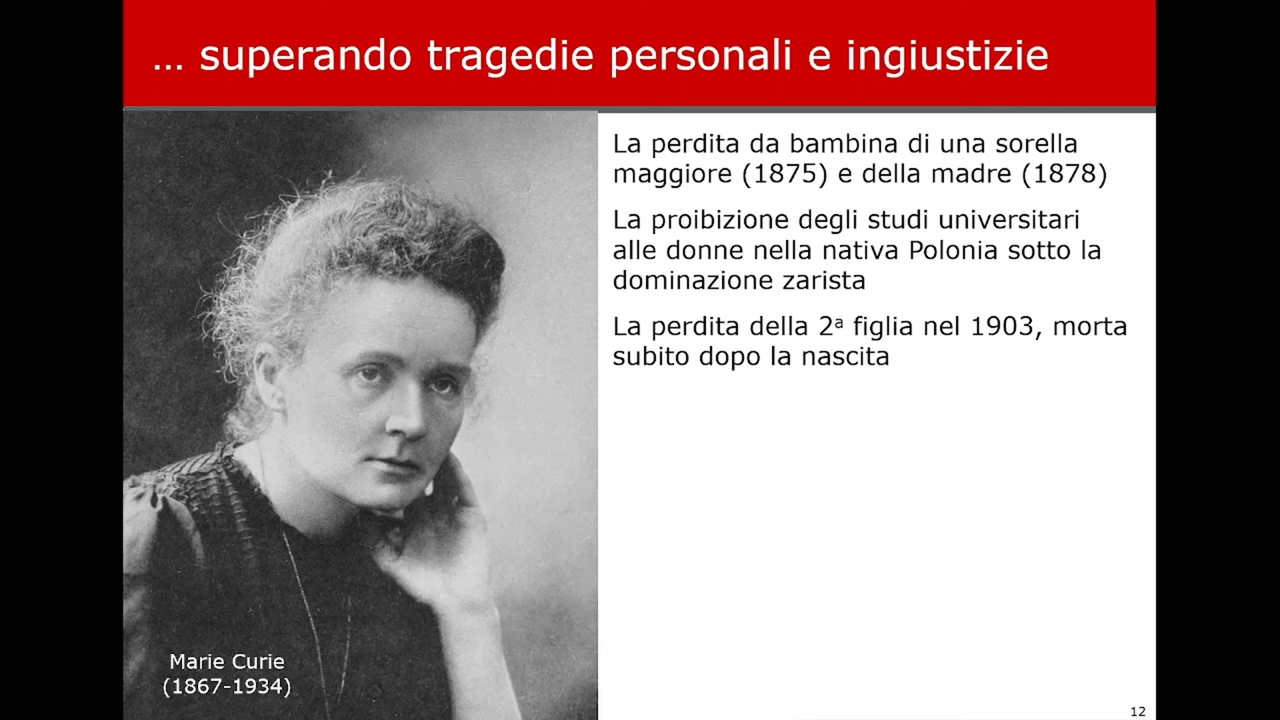 ... superando tragedie personali e ingiustizie
La perdita da bambina di una sorella
maggiore (1875) e della madre (1878)
La proibizione degli studi universitari
alle donne nella nativa Polonia sotto la
dominazione zarista
La perdita della 2ª figlia nel 1903, morta
subito dopo la nascita
Marie Curie
(1867-1934)
12